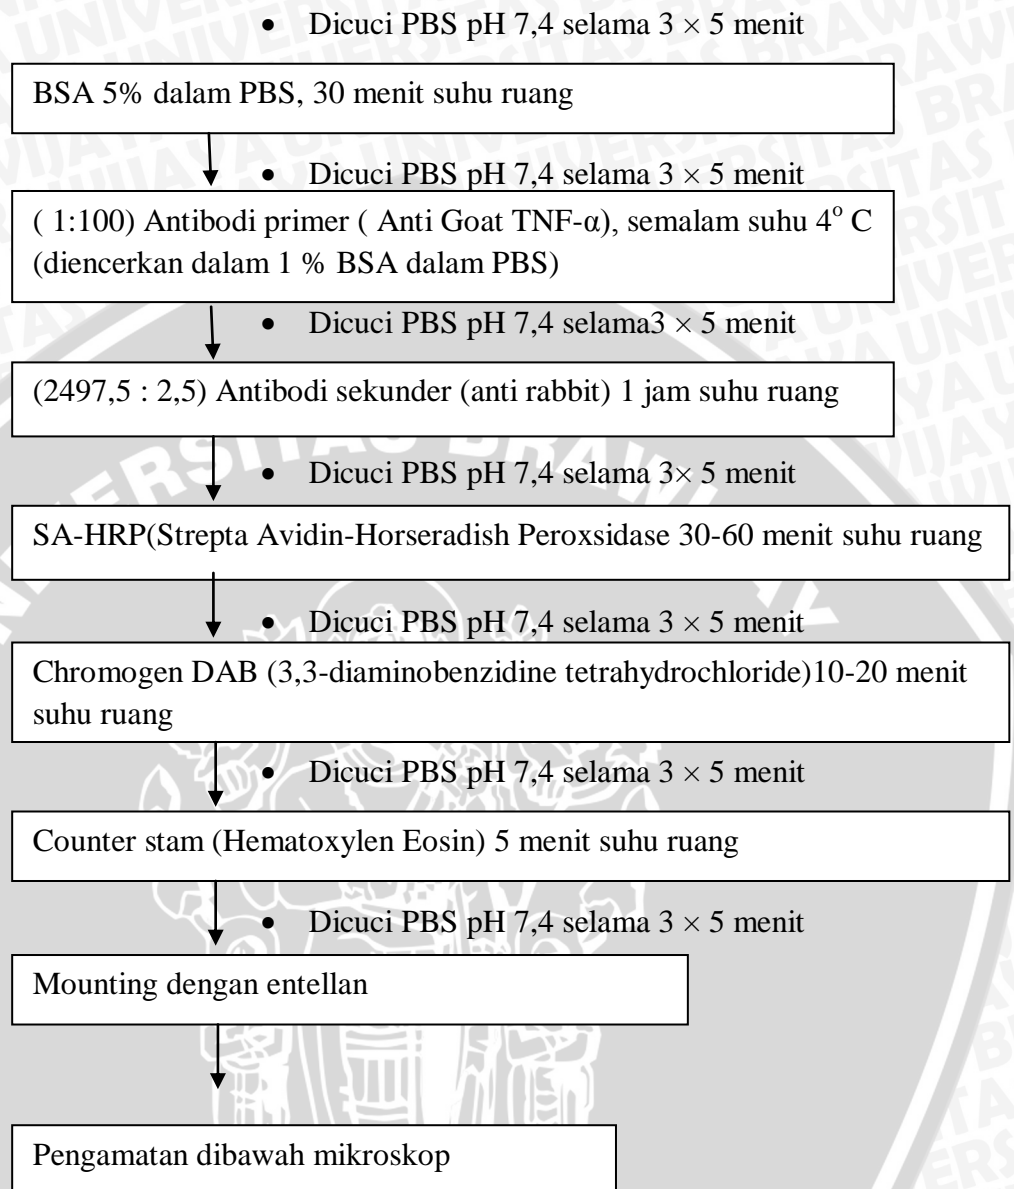 • Dicuci PBS pH 7,4 selama 3 × 5 menit
BSA 5% dalam PBS, 30 menit suhu ruang
• Dicuci PBS pH 7,4 selama 3 × 5 menit
( 1:100) Antibodi primer ( Anti Goat TNF-α), semalam suhu 4° C
(diencerkan dalam 1 % BSA dalam PBS)
• Dicuci PBS pH 7,4 selama3 × 5 menit
(2497,5 : 2,5) Antibodi sekunder (anti rabbit) 1 jam suhu ruang
• Dicuci PBS pH 7,4 selama 3× 5 menit
SA-HRP(Strepta Avidin-Horseradish Peroxsidase 30-60 menit suhu ruang
• Dicuci PBS pH 7,4 selama 3 × 5 menit
Chromogen DAB (3,3-diaminobenzidine tetrahydrochloride)10-20 menit
suhu ruang
• Dicuci PBS pH 7,4 selama 3 × 5 menit
Counter stam (Hematoxylen Eosin) 5 menit suhu ruang
• Dicuci PBS pH 7,4 selama 3 × 5 menit
Mounting dengan entellan
Pengamatan dibawah mikroskop